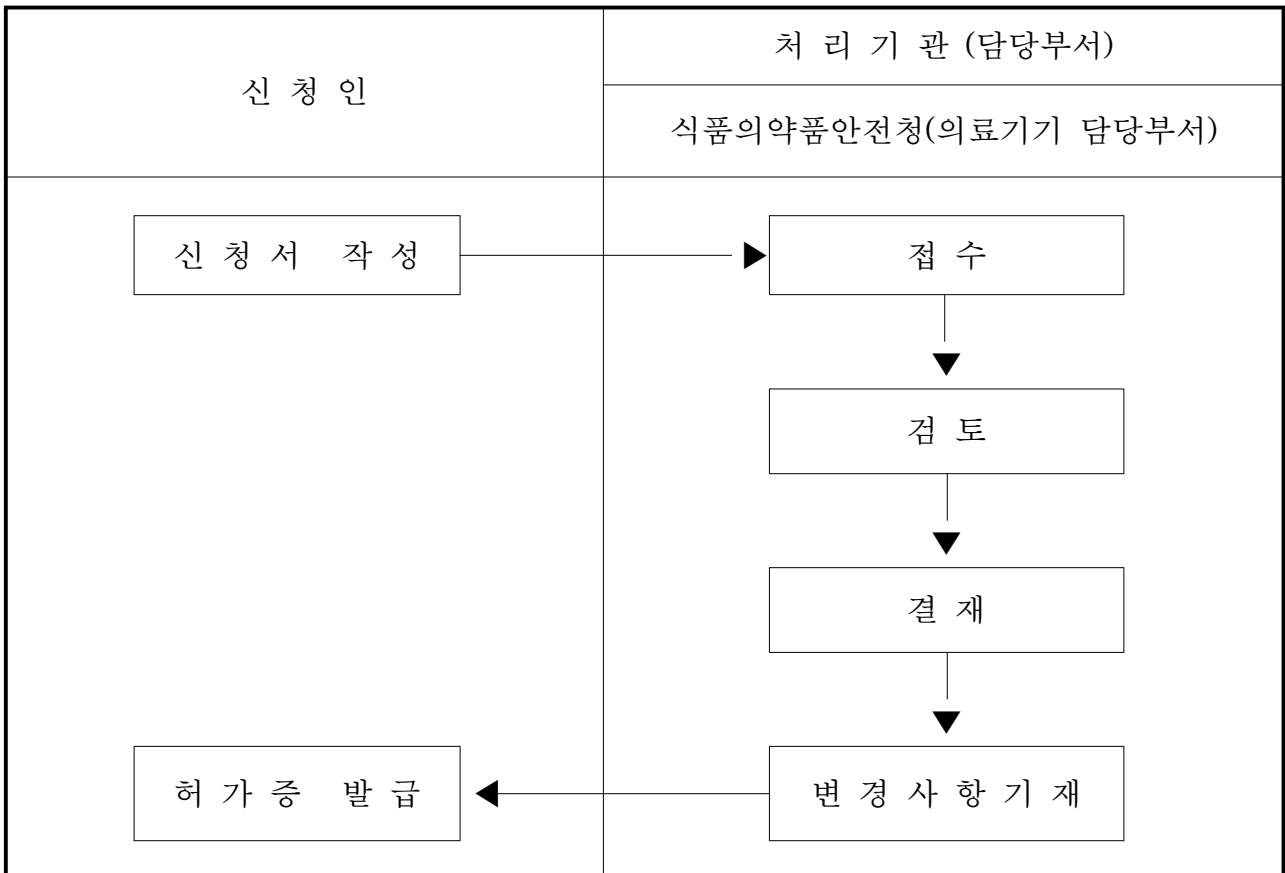 신 청 인
처 리 기 관 (담당부서)
식품의약품안전청(의료기기 담당부서)
신 청 서 작 성
접 수
검 토
결 재
허 가 증 발 급
변 경 사 항 기 재